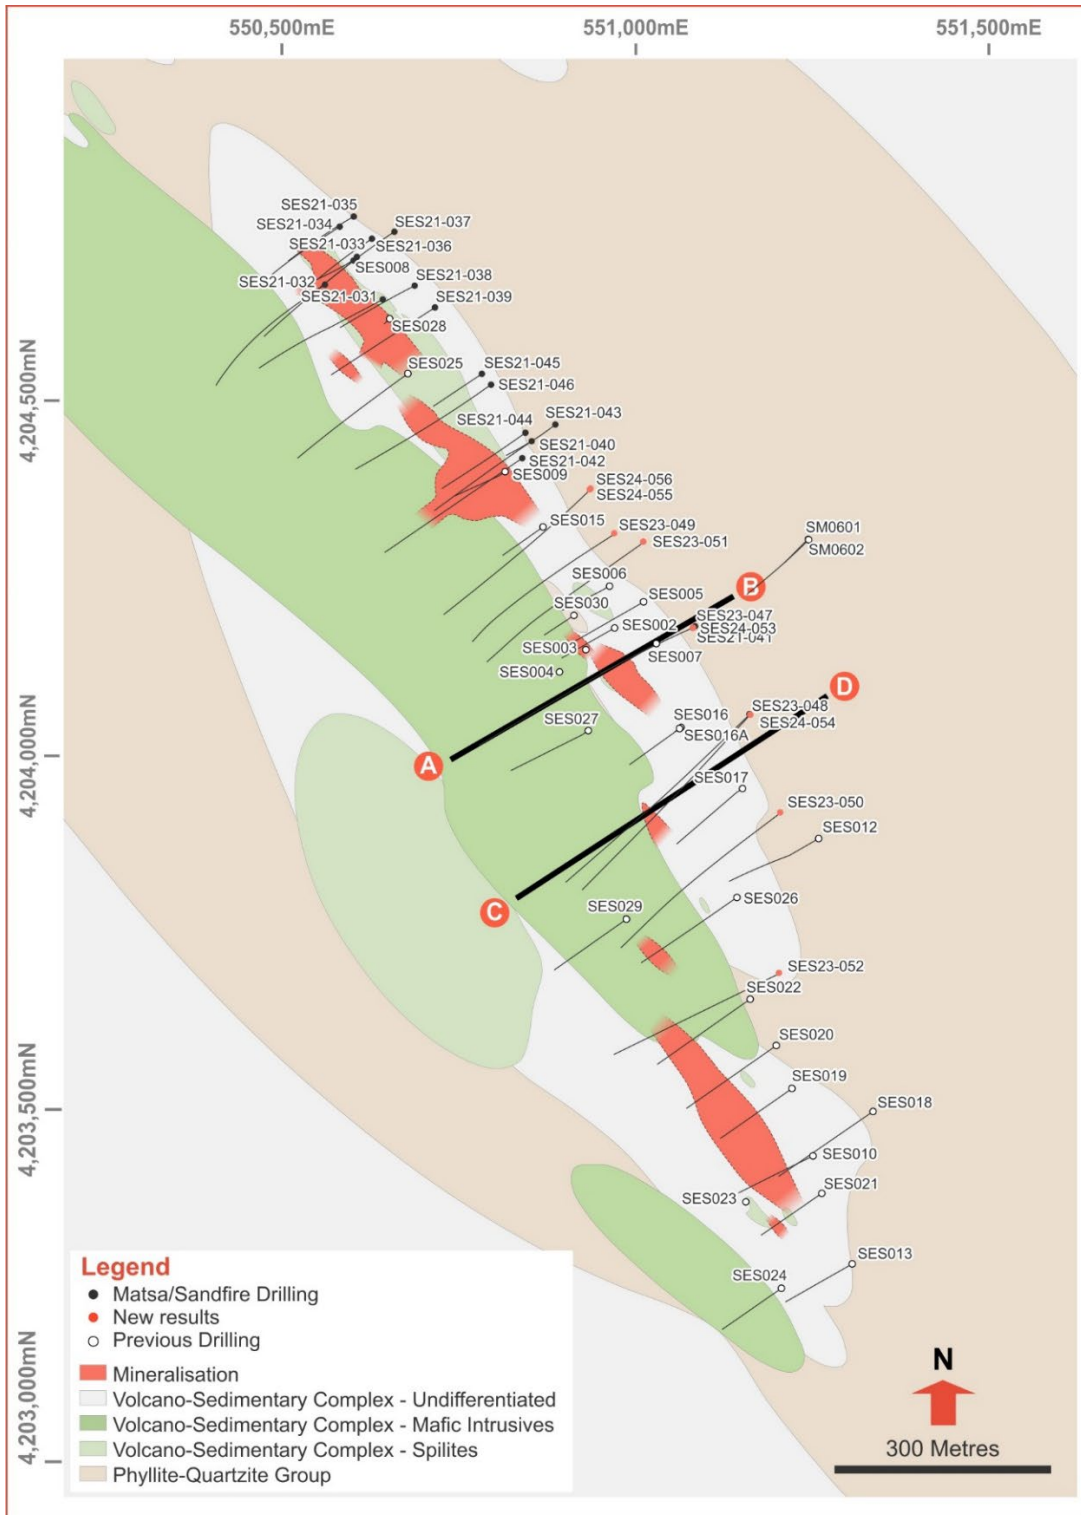 550,500mE
551,000mE
551,500mE
SES21-035
SES21-034
SES21-037
SES21-033
SES21-036
SES008
SES21-032
SES21-038
SES21-031
SES21-039
SES028
4,204,500mN
SES025
SES21-045
SES21-046
SES21-044
SES21-043
SES21-040
SES21-042
SES009
SES24-056
SES24-055
SES015
SES23-049
SES23-051
SM0601
SM0602
SES006
SES030
SES005
B
SES23-047
SES24-053
SES21-041
SES002
SES003
SES007
SES004
D
SES23-048
SES24-054
SES027
SES016
SES016A
4,204,000mN
A
SES017
SES23-050
SES012
SES026
C
SES029
SES23-052
SES022
SES020
4,203,500mN
SES019
SES018
SES010
SES023
SES021
SES013
SES024
4,203,000mN
Legend
Matsa/Sandfire Drilling
New results
Previous Drilling
Mineralisation
Volcano-Sedimentary Complex - Undifferentiated
Volcano-Sedimentary Complex - Mafic Intrusives
Volcano-Sedimentary Complex - Spilites
Phyllite-Quartzite Group
N
300 Metres